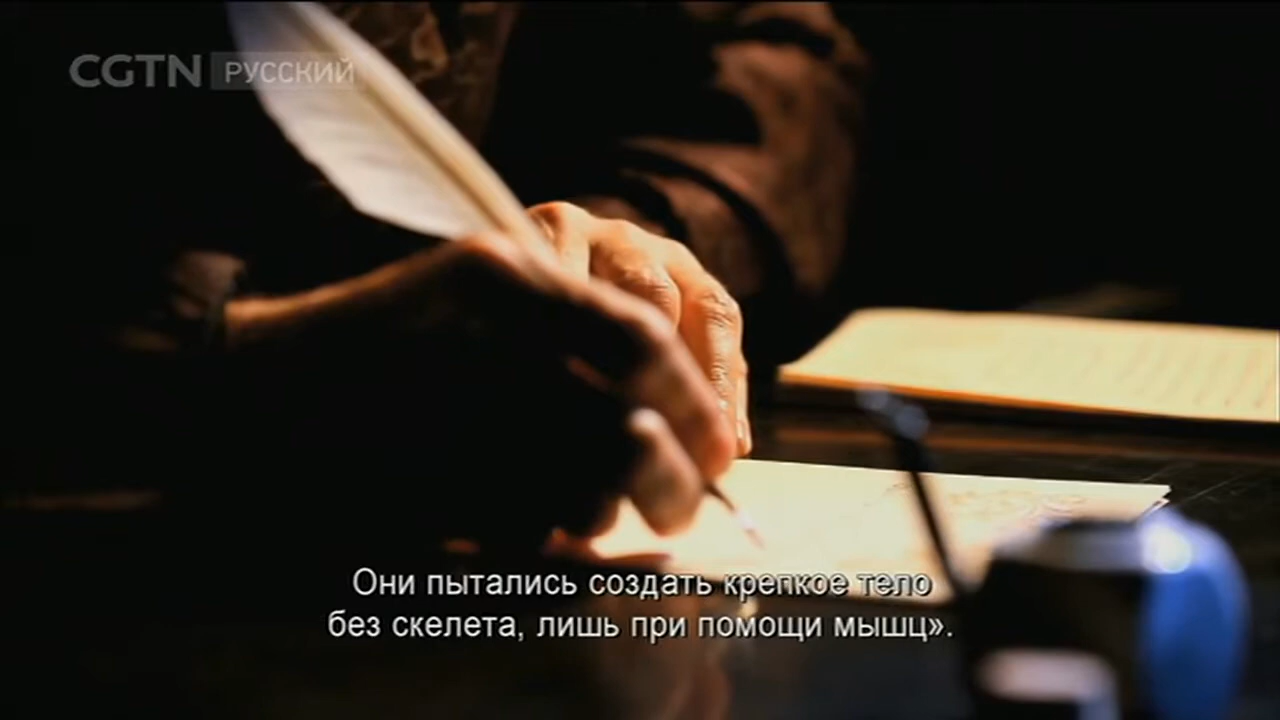 CGTN РУССКИЙ
Они пытались создать крепкое тело
без скелета, лишь при помощи мышц».